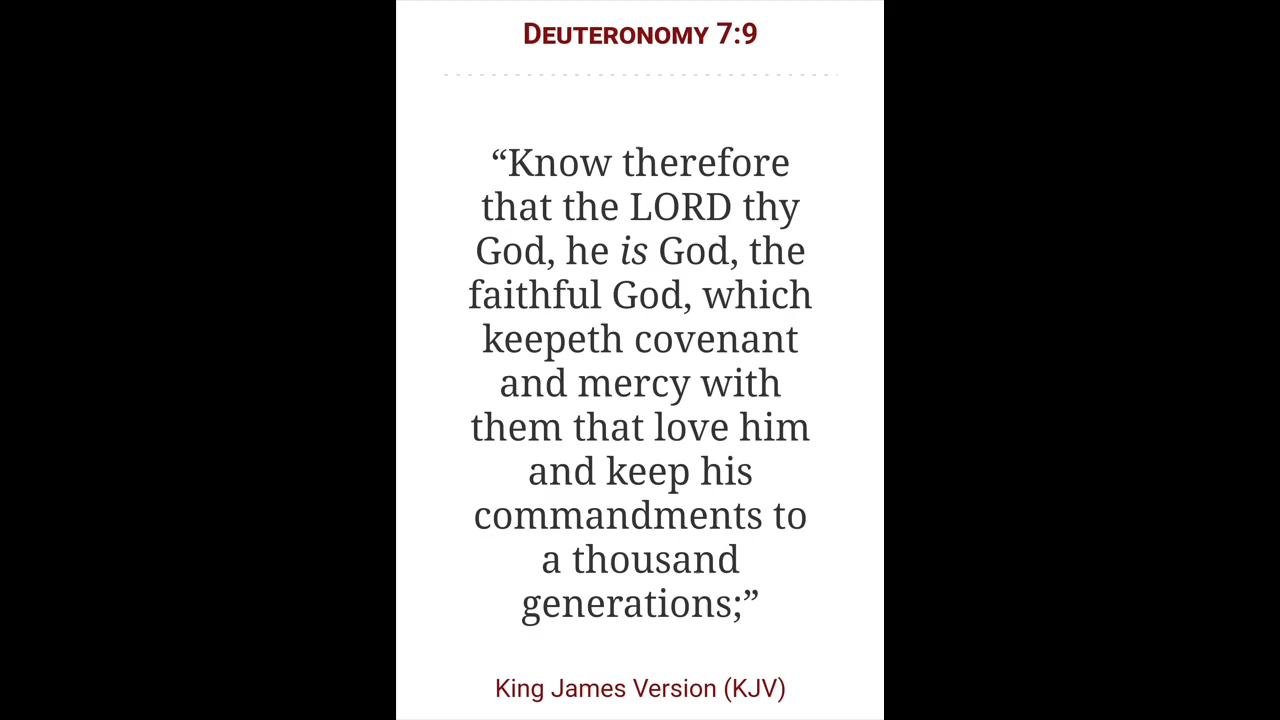 DEUTERONOMY 7:9
“Know therefore
that the LORD thy
God, he is God, the
faithful God, which
keepeth covenant
and mercy with
them that love him
and keep his
commandments to
a thousand
generations;”
King James Version (KJV)